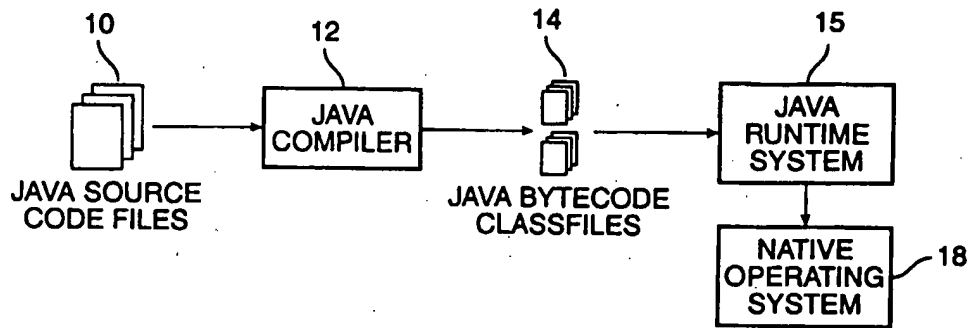 10
12
14
15
JAVA SOURCE
CODE FILES
JAVA
COMPILER
JAVA BYTECODE
CLASSFILES
JAVA
RUNTIME
SYSTEM
NATIVE
OPERATING
SYSTEM
18